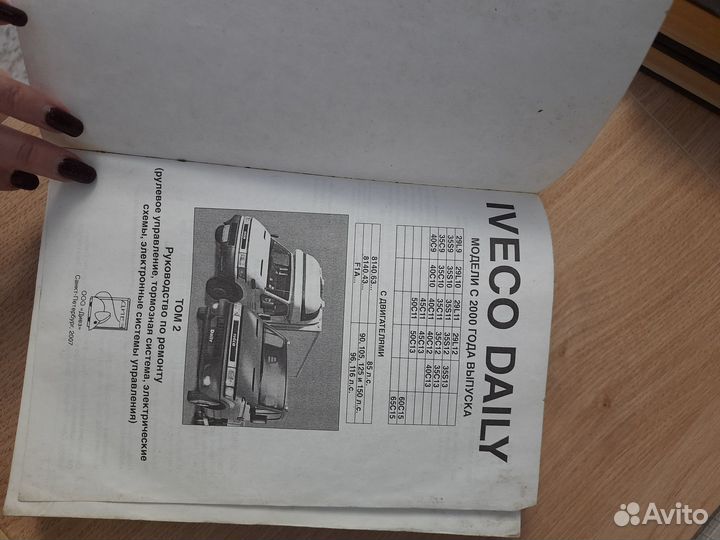 IVECO DAILY
МОДЕЛИ С 2000 ГОДА ВЫПУСКА
29L9 29L10 29L11 29L12
35S9 35S10 35S11 35S12 35S13
35C9 35C10 35C11 35C12 35C13
40C9 40C10 40C11 40C12 40C13
45C11 45C13
50C11 50C13
60C15
65C15
С ДВИГАТЕЛЯМИ
8140.63... 85 л.с.
8140.43... 90, 105, 125 и 150 л.с.
F1A... 96, 116 л.с.
ТОМ 2
Руководство по ремонту
(рулевое управление, тормозная система, электрические
схемы, электронные системы управления)
ООО «Диез»
Санкт-Петербург 2007
Avito